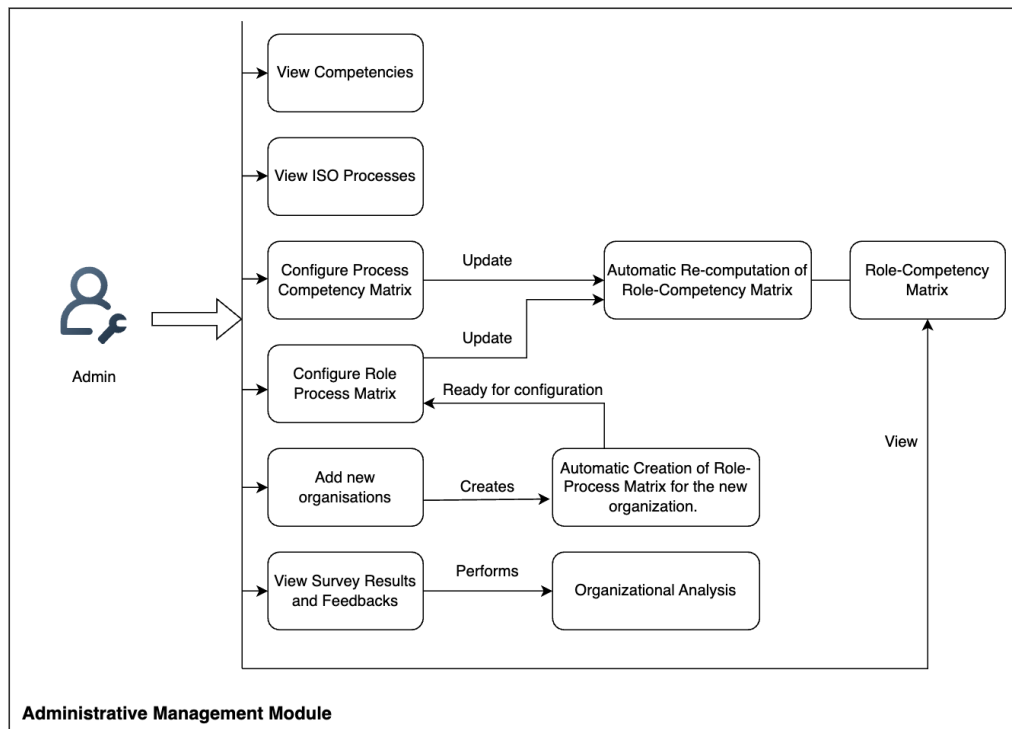 View Competencies
View ISO Processes
Configure Process
Competency Matrix
Update
Automatic Re-computation of
Role-Competency Matrix
Role-Competency
Matrix
Admin
Update
Configure Role
Process Matrix
Ready for configuration
View
Add new
organisations
Creates
Automatic Creation of Role-
Process Matrix for the new
organization.
View Survey Results
and Feedbacks
Performs
Organizational Analysis
Administrative Management Module